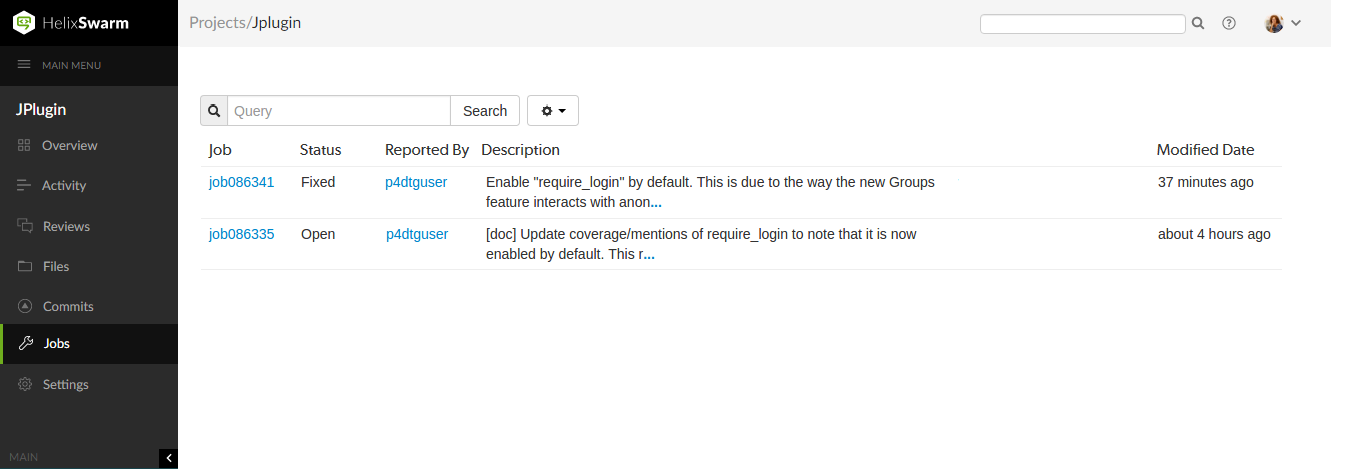 HelixSwarm
Projects/Jplugin
MAIN MENU
JPlugin
Overview
Activity
Reviews
Files
Commits
Jobs
Settings
MAIN
Query Search
Job Status Reported By Description Modified Date
job086341 Fixed p4dtguser Enable "require_login" by default. This is due to the way the new Groups 37 minutes ago
feature interacts with anon...
job086335 Open p4dtguser [doc] Update coverage/mentions of require_login to note that it is now about 4 hours ago
enabled by default. This r...